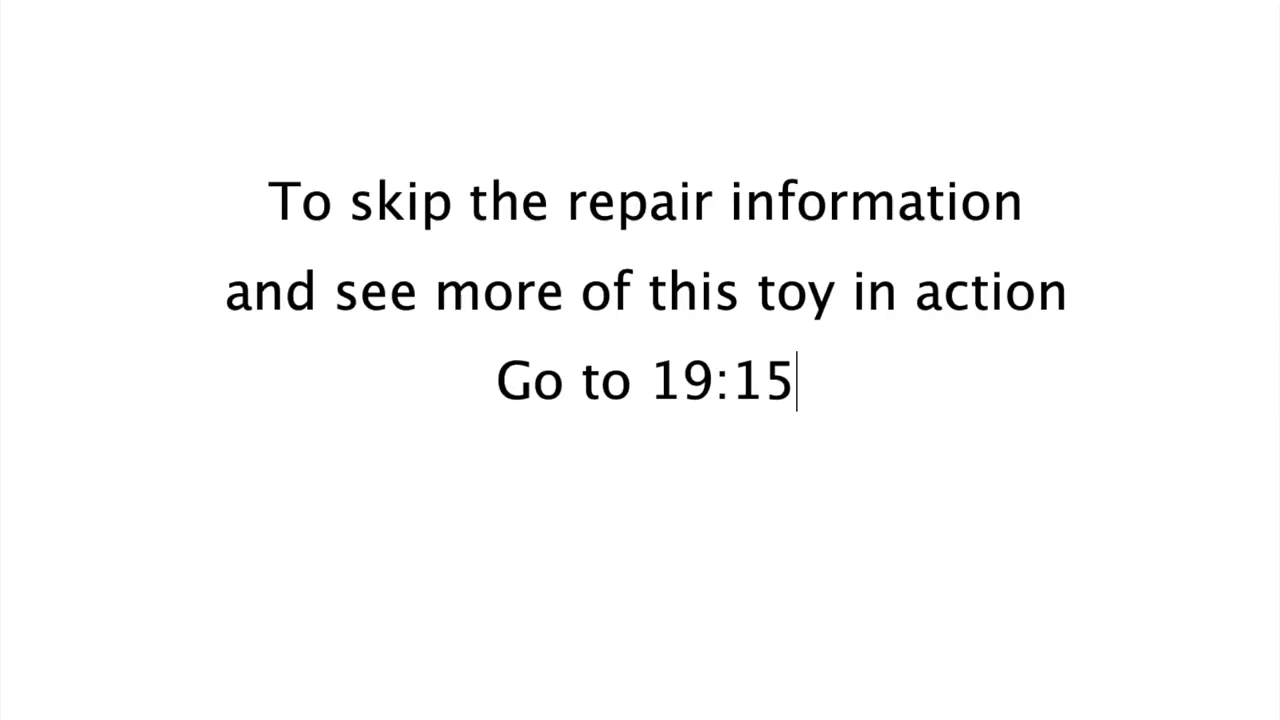 To skip the repair information
and see more of this toy in action
Go to 19:15